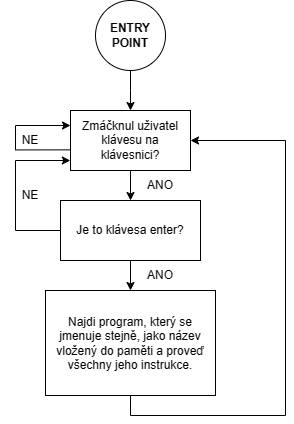 ENTRY
POINT
Zmáčknul uživatel
klávesu na
klávesnici?
NE
ANO
NE
Je to klávesa enter?
ANO
Najdi program, který se
jmenuje stejně, jako název
vložený do paměti a proveď
všechny jeho instrukce.